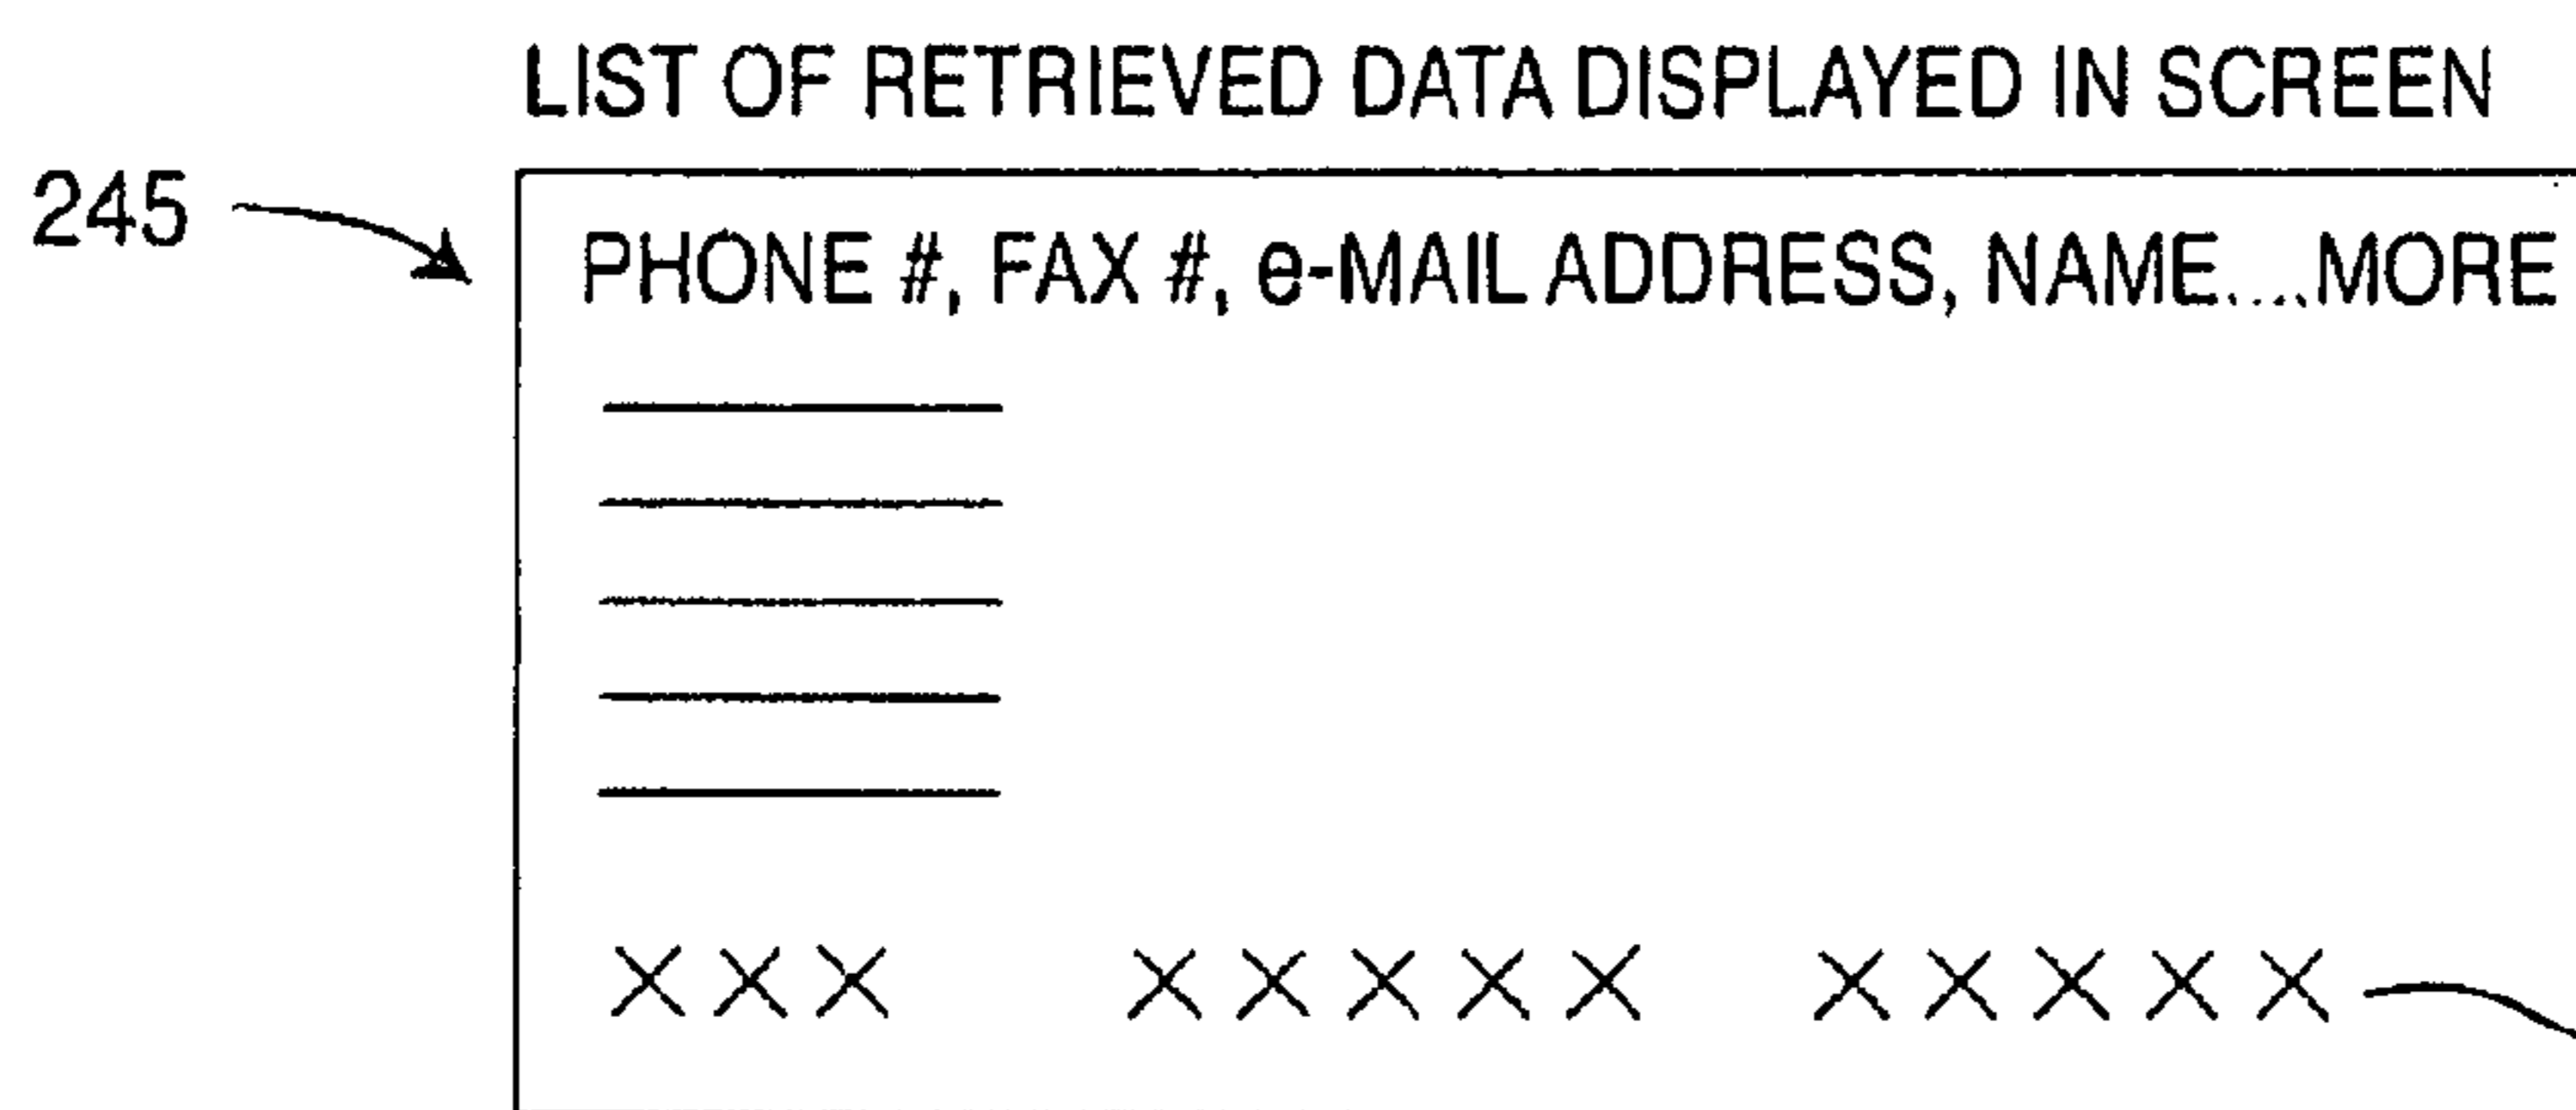 LIST OF RETRIEVED DATA DISPLAYED IN SCREEN
245
PHONE #, FAX #, e-MAIL ADDRESS, NAME....MORE
XXX XXXXX XXXXX